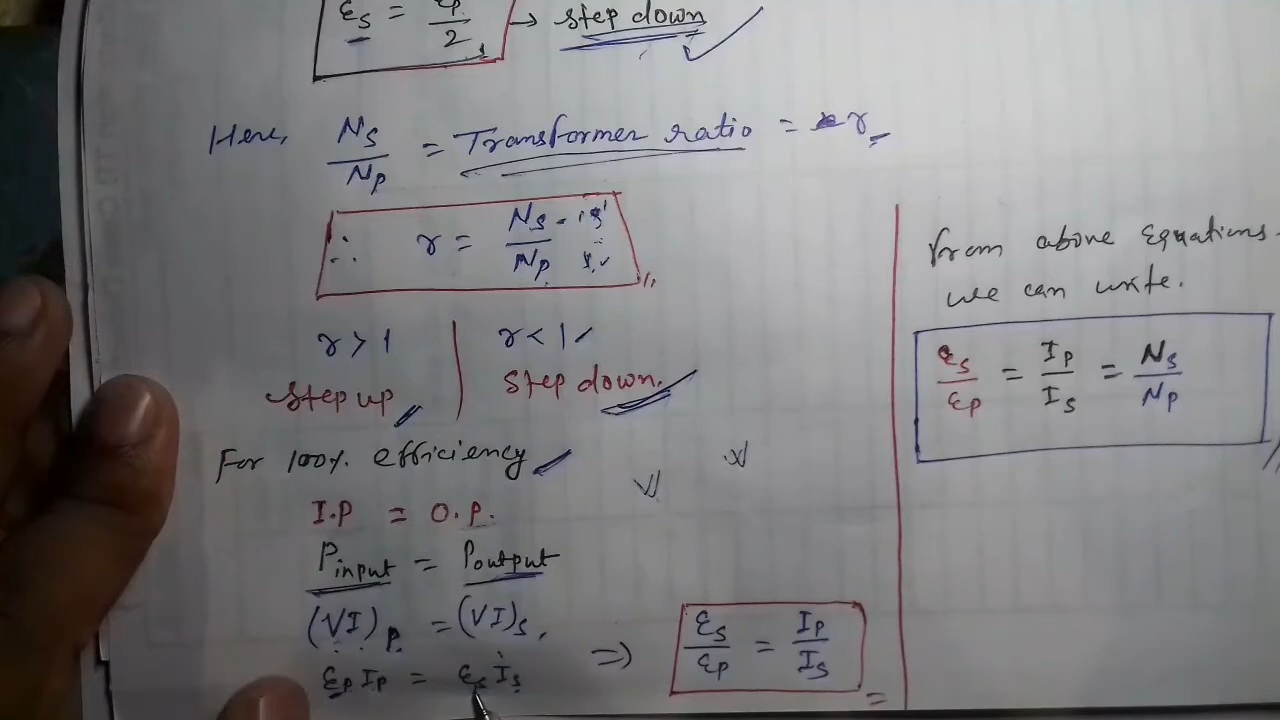 εs = εp/2 → step down
Here, Ns/Np = Transformer ratio = r
∴ r = Ns/Np
r > 1 | r < 1
step up | step down.
For 100% efficiency
I.P = O.P.
Pinput = Poutput
(VI)p. = (VI)s,
εp Ip = εs Is ⇒ εs/εp = Ip/Is
from above Equations
we can write.
es/εp = Ip/Is = Ns/Np